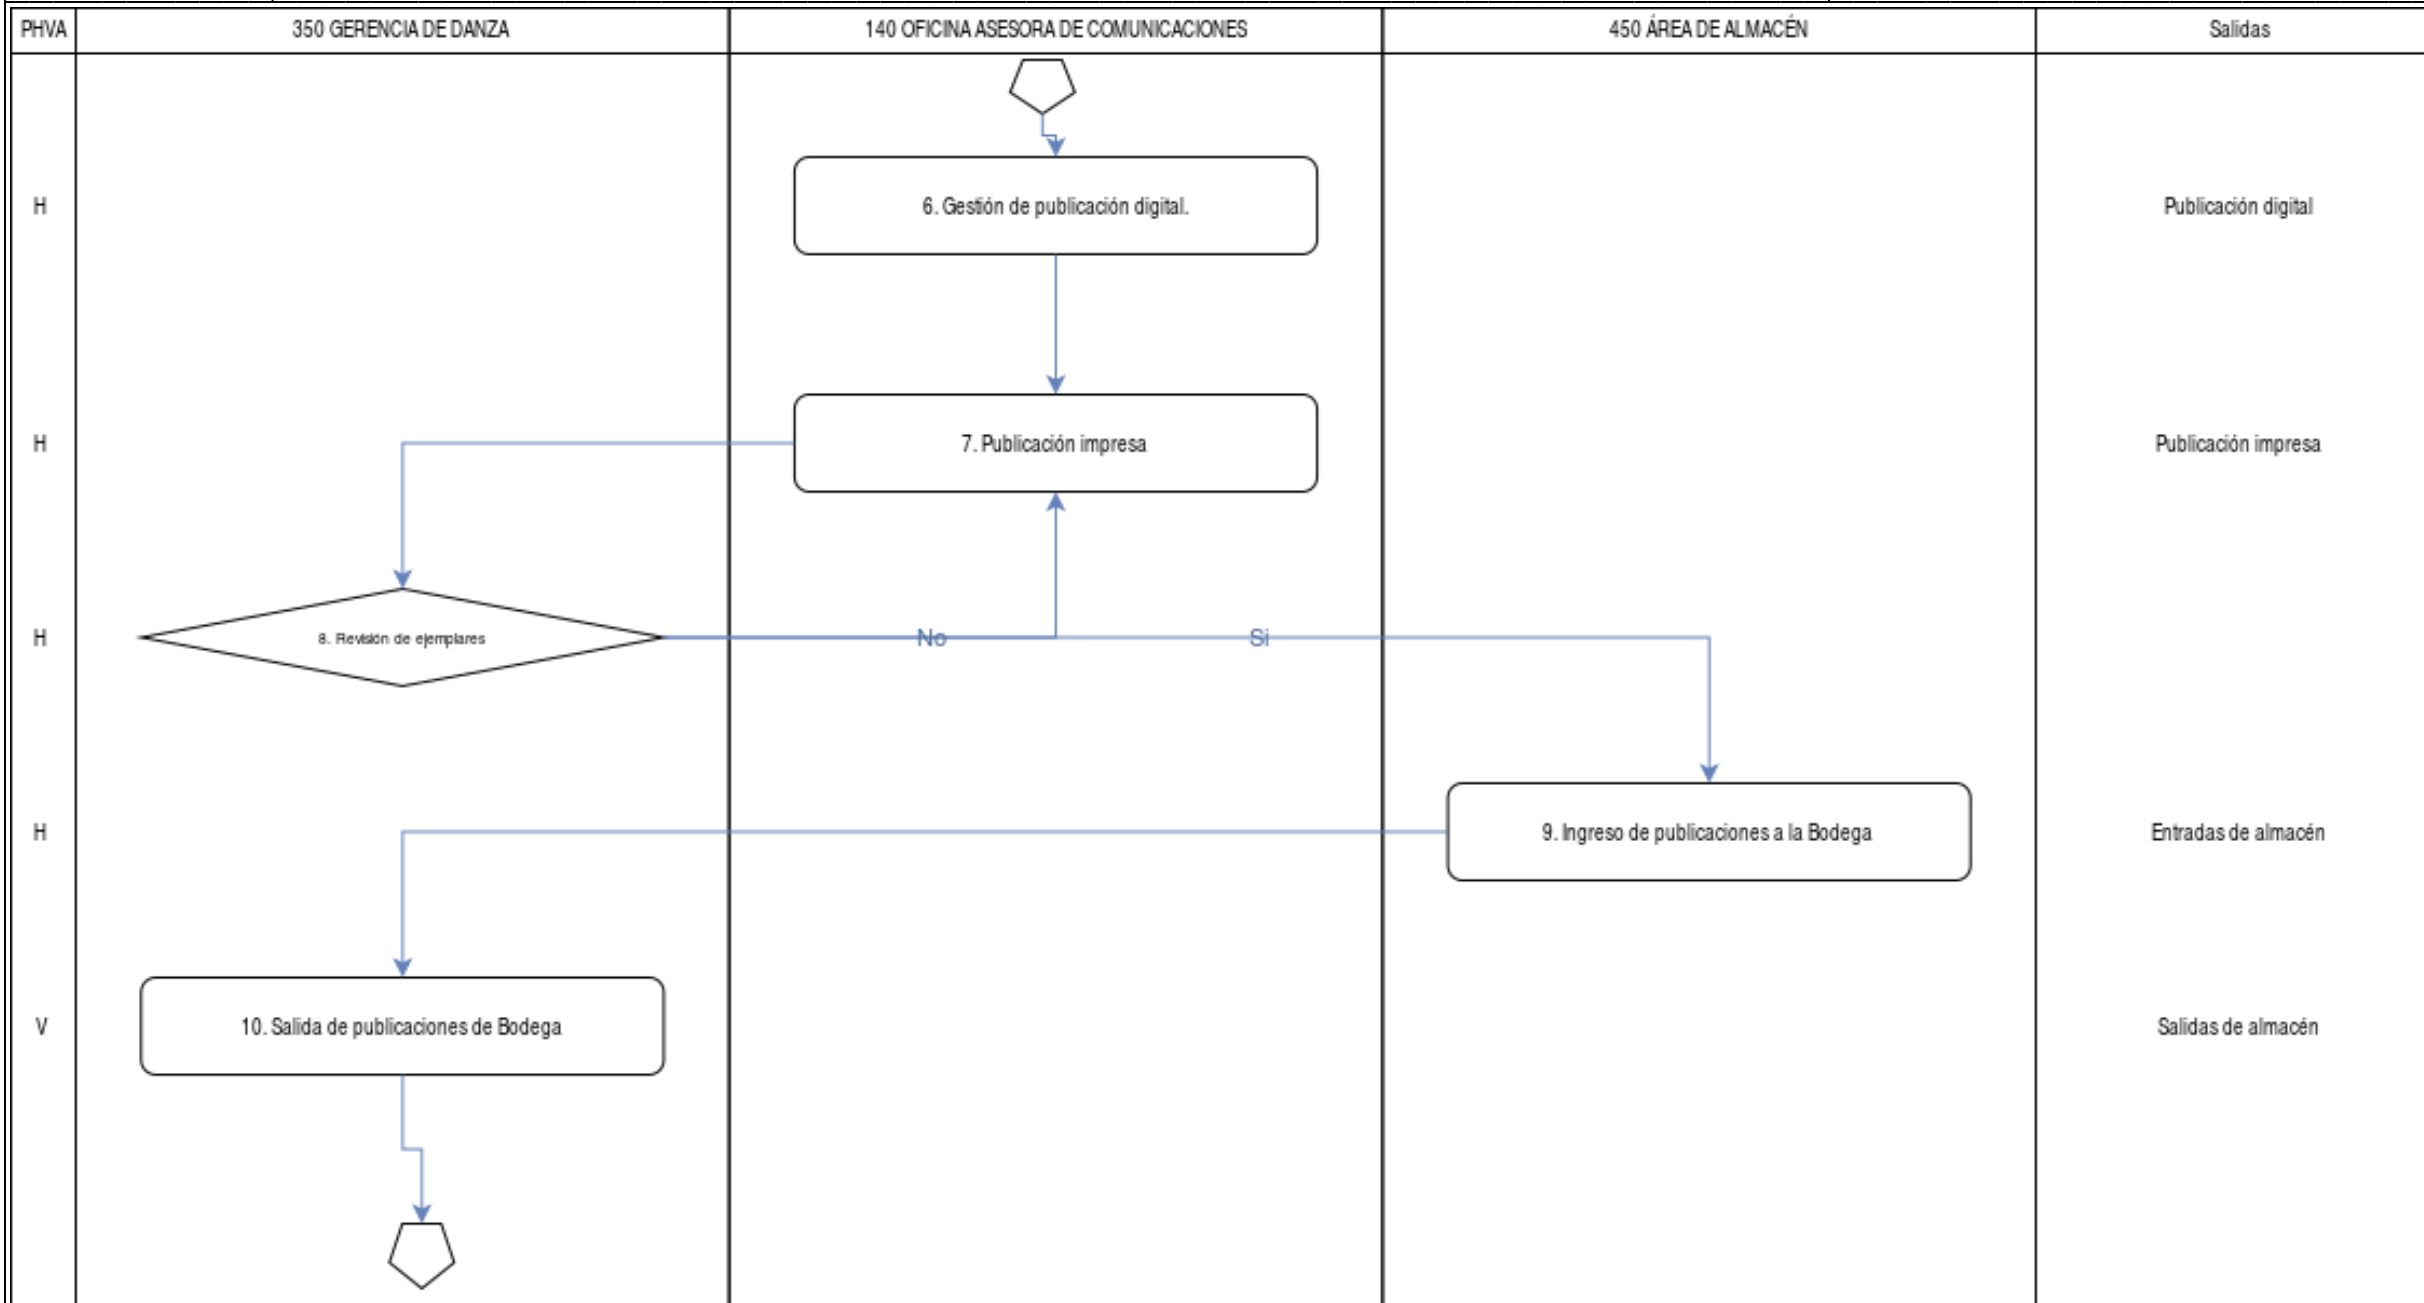 PHVA
350 GERENCIA DE DANZA
140 OFICINA ASESORA DE COMUNICACIONES
450 ÁREA DE ALMACÉN
Salidas
H
6. Gestión de publicación digital.
Publicación digital
H
7. Publicación impresa
Publicación impresa
H
8. Revisión de ejemplares
No
Si
H
9. Ingreso de publicaciones a la Bodega
Entradas de almacén
V
10. Salida de publicaciones de Bodega
Salidas de almacén